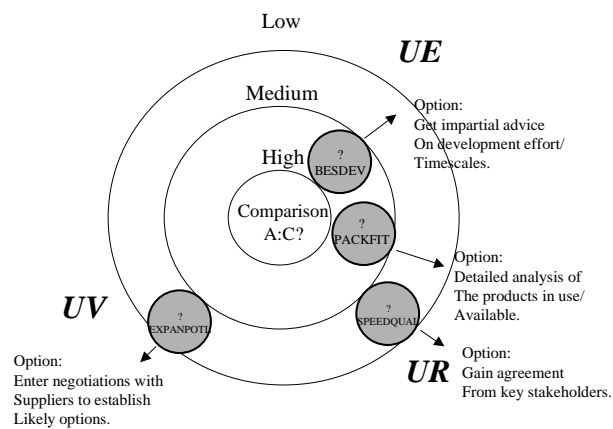 Low
UE
Medium
Option:
Get impartial advice
On development effort/
Timescales.
High
?
BESDEV
Comparison
A:C?
?
PACKFIT
Option:
Detailed analysis of
The products in use/
Available.
UV
?
EXPANPOTL
?
SPEEDQUAL
Option:
Enter negotiations with
Suppliers to establish
Likely options.
UR
Option:
Gain agreement
From key stakeholders.